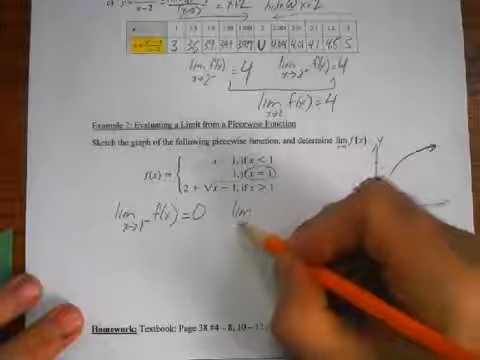 = x+2
x-2
1 1.5 1.9 1.99 1.999 2 2.001 2.01 2.1 2.5 3
3 3.5 3.9 3.99 3.999 U 4.001 4.01 4.1 4.5 5
lim f(x) = 4 lim f(x) = 4
x→2⁻ x→2⁺
lim f(x) = 4
x→2
Example 2: Evaluating a Limit from a Piecewise Function
Sketch the graph of the following piecewise function, and determine lim f(x) y
x - 1, if x < 1
f(x) = { 1, if x = 1
2 + √x - 1, if x > 1
lim f(x) = 0 lim
x→1⁻
Homework: Textbook: Page 38 #4 – 8, 10 – 12